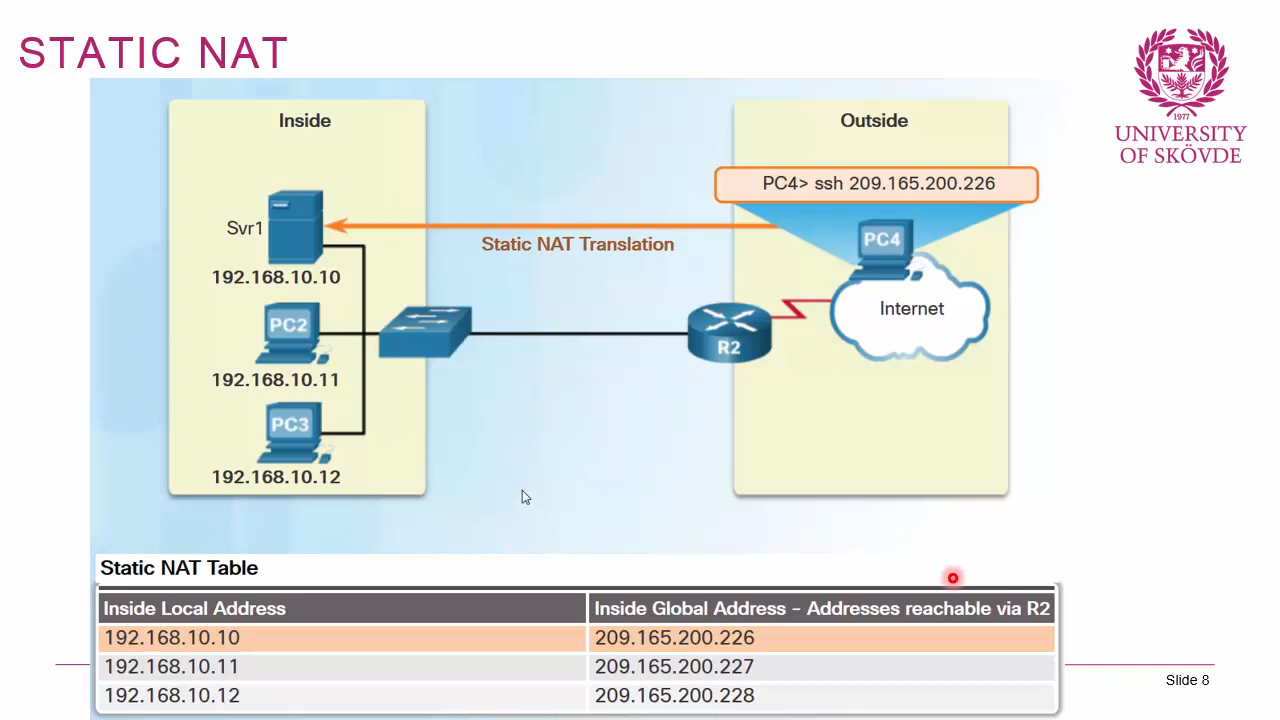 STATIC NAT
1977
UNIVERSITY
OF SKÖVDE
Inside
Outside
PC4> ssh 209.165.200.226
Svr1
Static NAT Translation
PC4
192.168.10.10
Internet
PC2
R2
192.168.10.11
PC3
192.168.10.12
Static NAT Table
Inside Local Address
Inside Global Address – Addresses reachable via R2
192.168.10.10
209.165.200.226
192.168.10.11
209.165.200.227
192.168.10.12
209.165.200.228
Slide 8